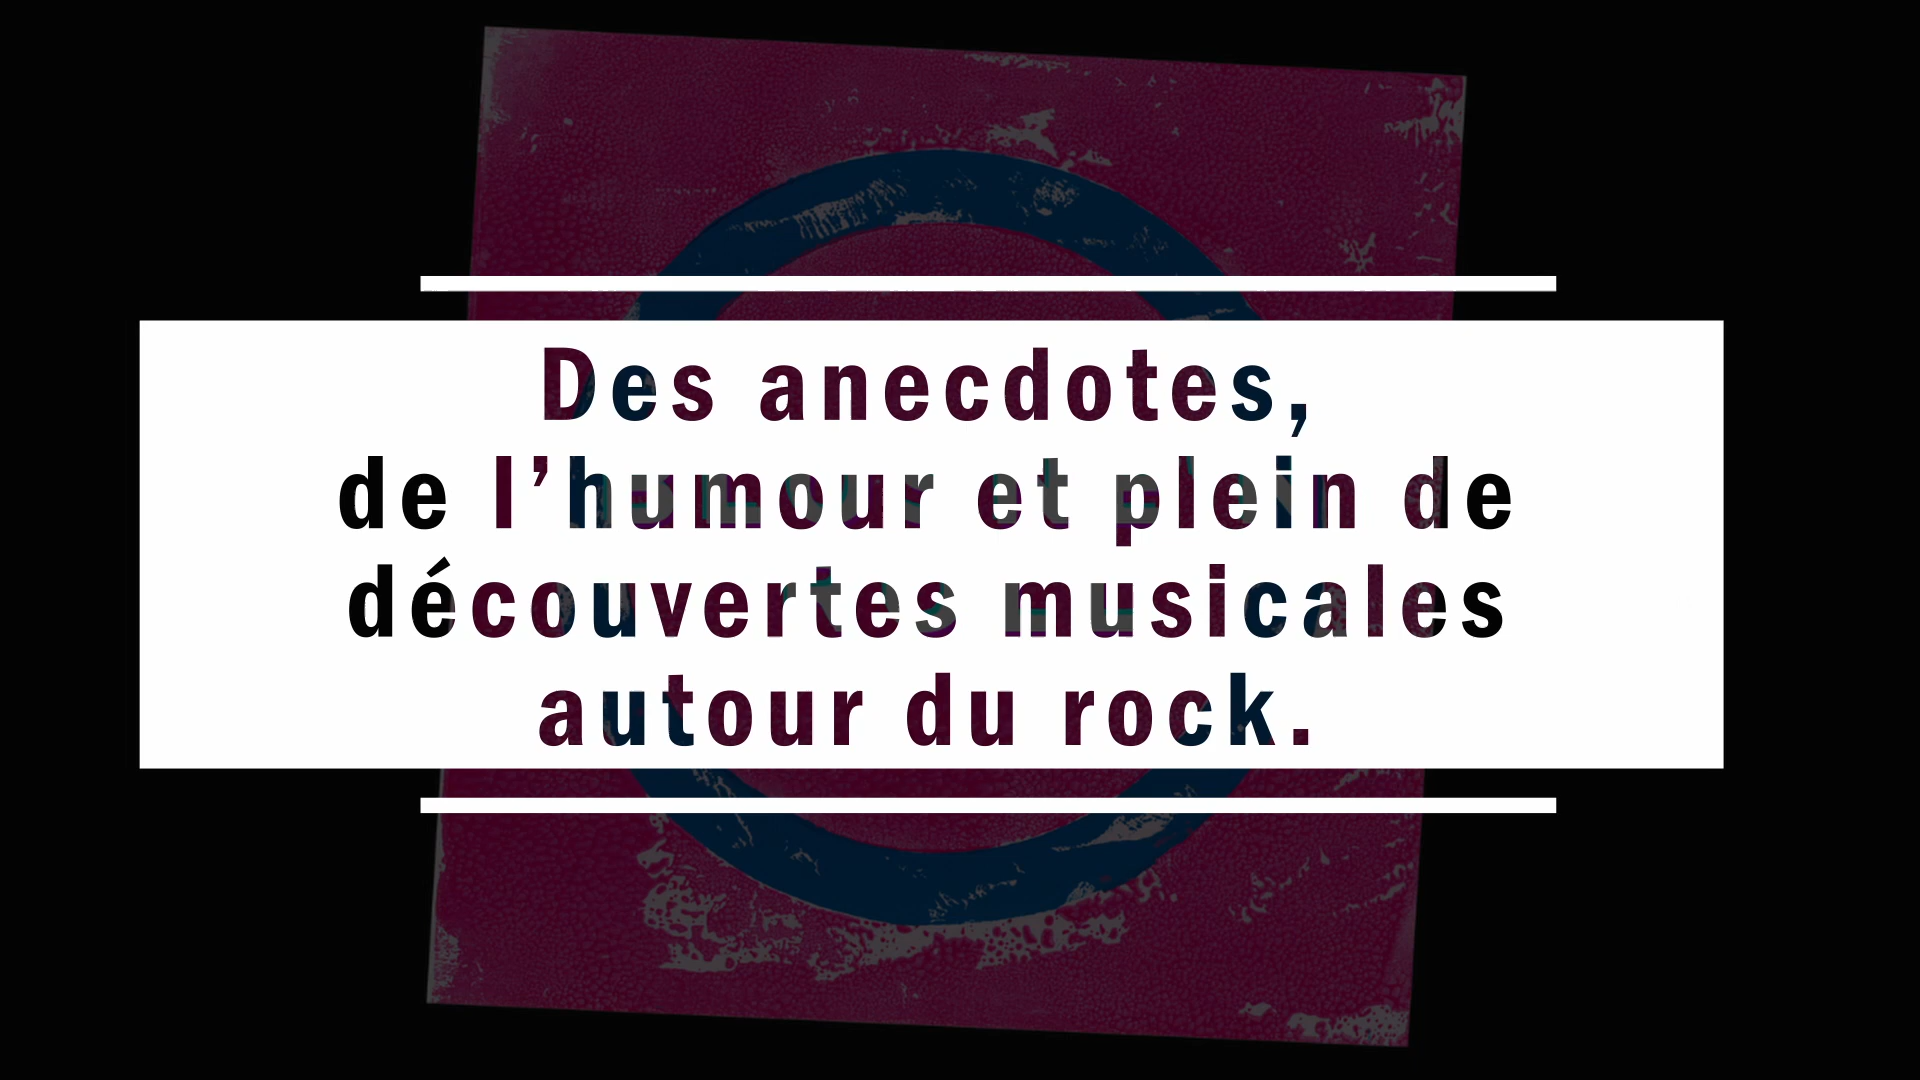 Des anecdotes,
de l’humour et plein de
découvertes musicales
autour du rock.